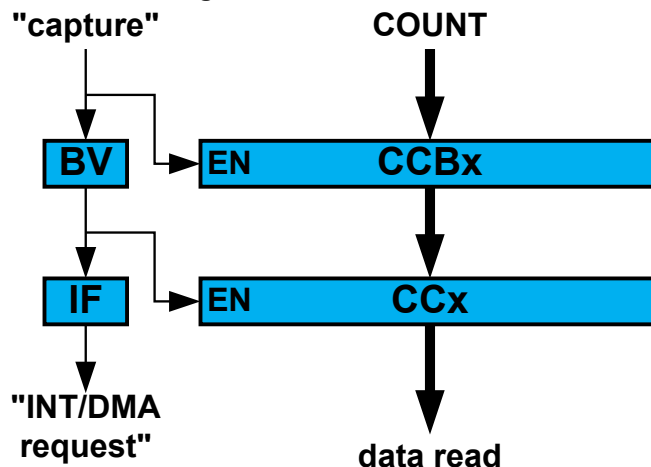 "capture"
COUNT
BV
EN
CCBx
IF
EN
CCx
"INT/DMA
request"
data read